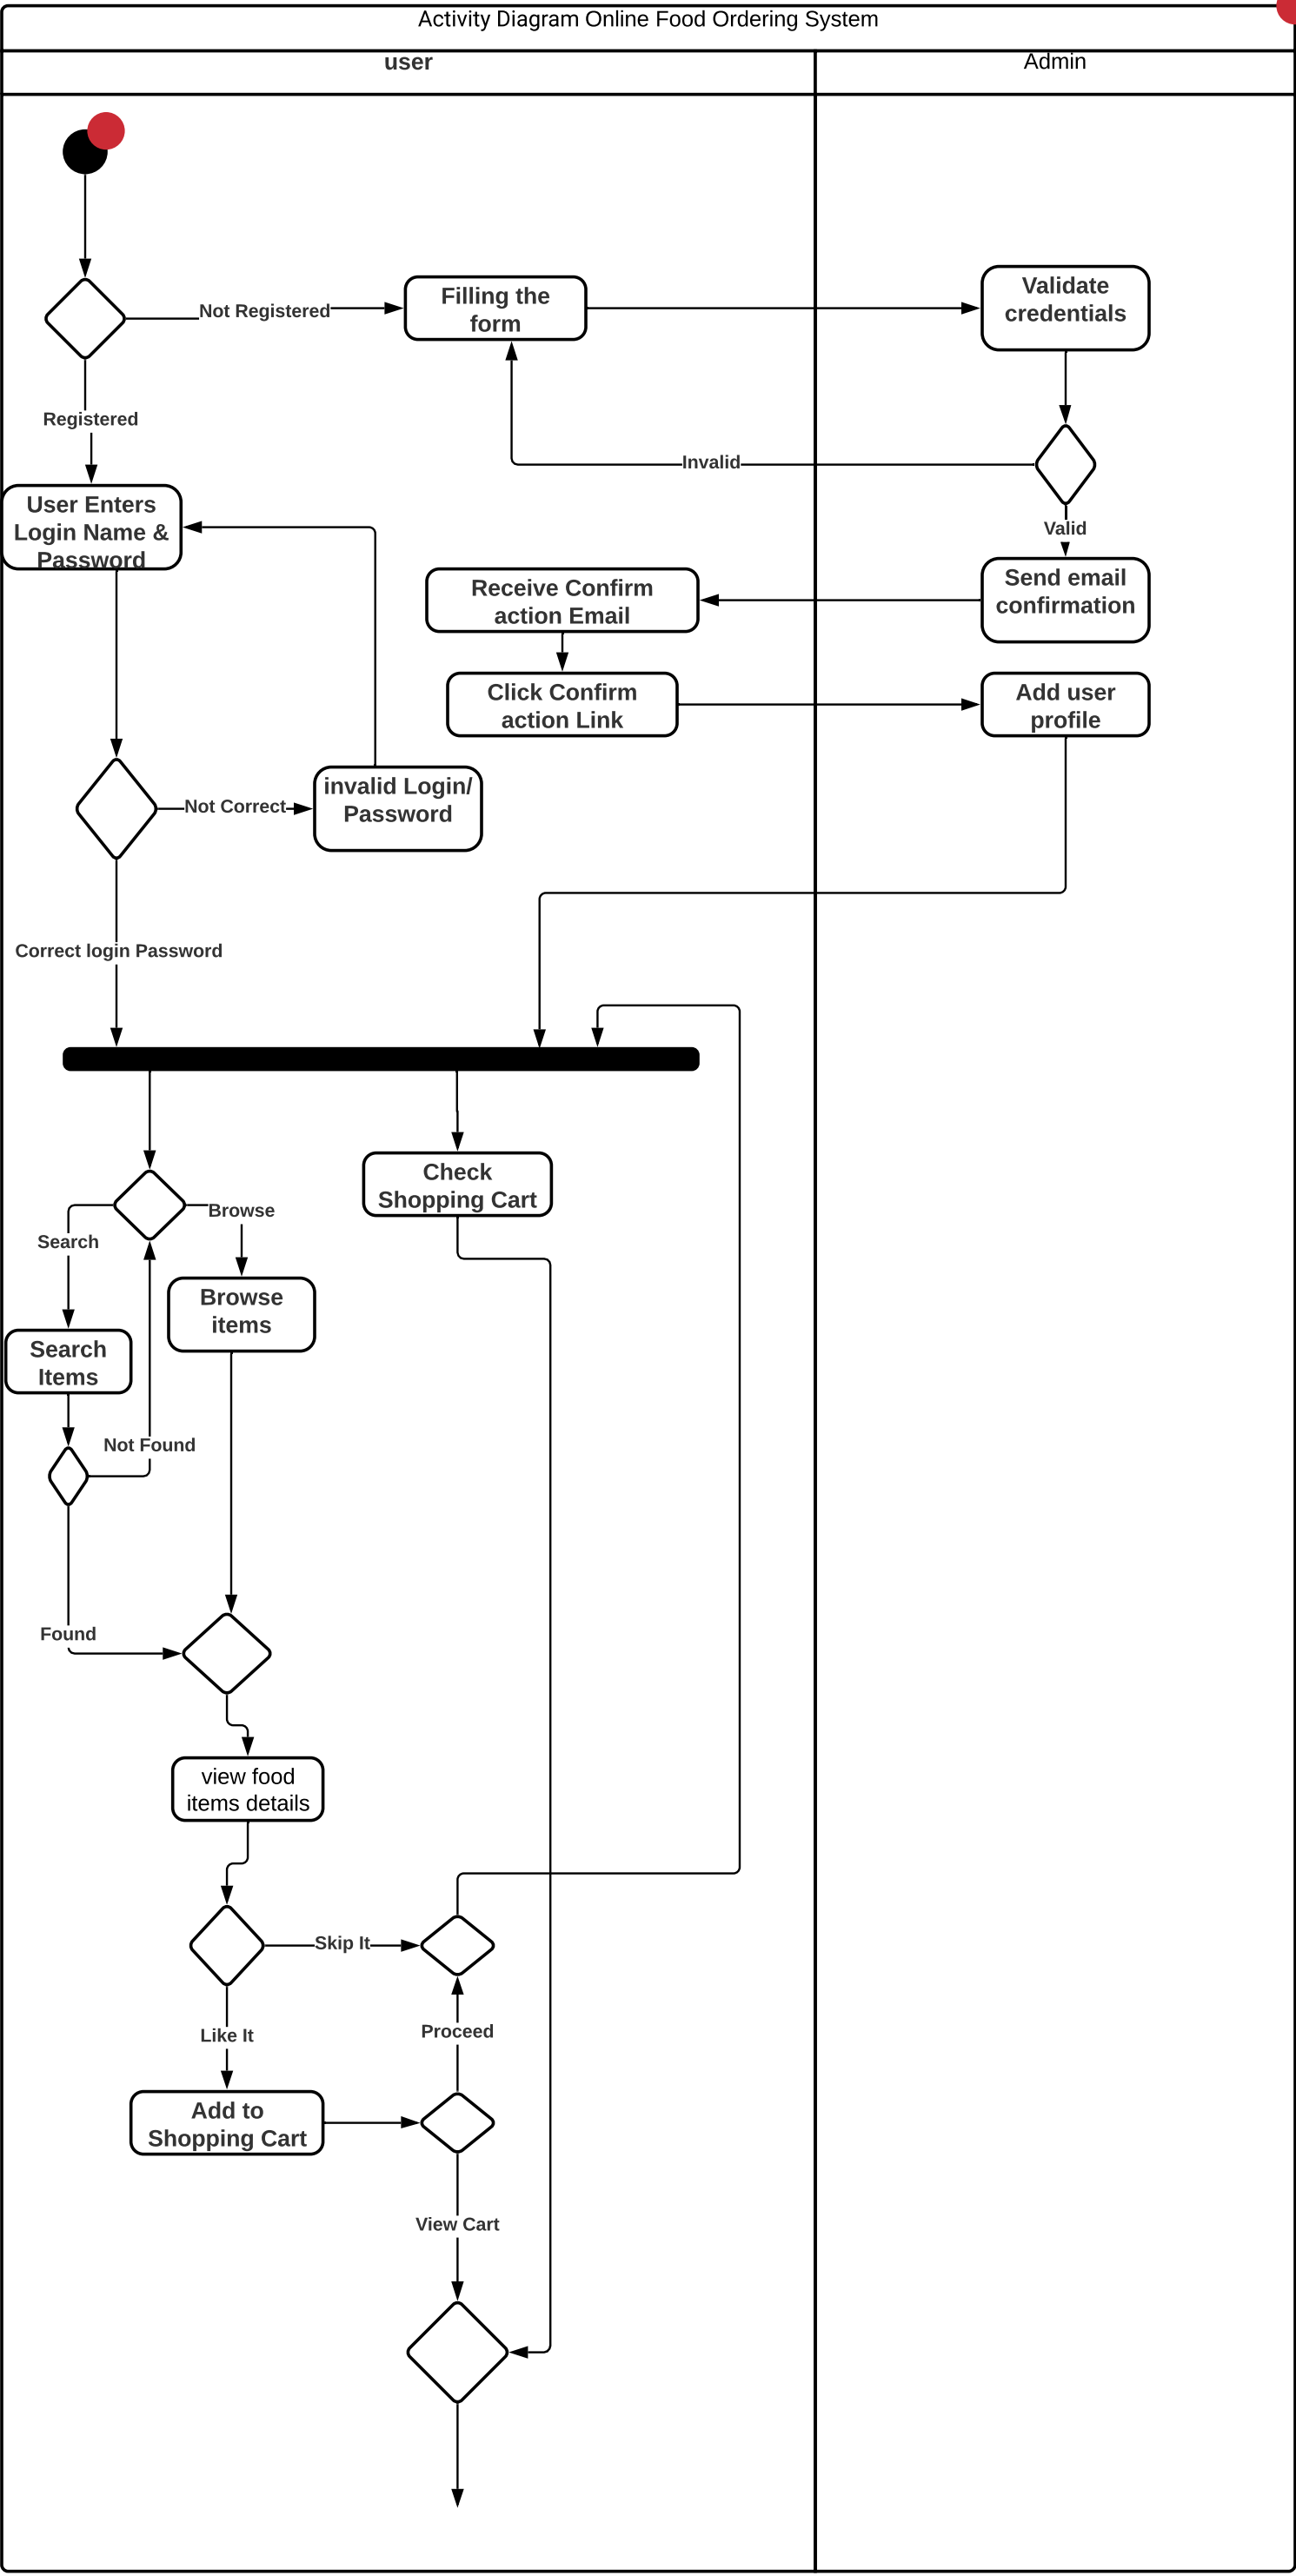 Activity Diagram Online Food Ordering System
user
Admin
Not Registered
Filling the
form
Validate
credentials
Registered
Invalid
Valid
User Enters
Login Name &
Password
Receive Confirm
action Email
Send email
confirmation
Click Confirm
action Link
Add user
profile
Not Correct
invalid Login/
Password
Correct login Password
Check
Shopping Cart
Browse
Search
Browse
items
Search
Items
Not Found
Found
view food
items details
Skip It
Like It
Proceed
Add to
Shopping Cart
View Cart